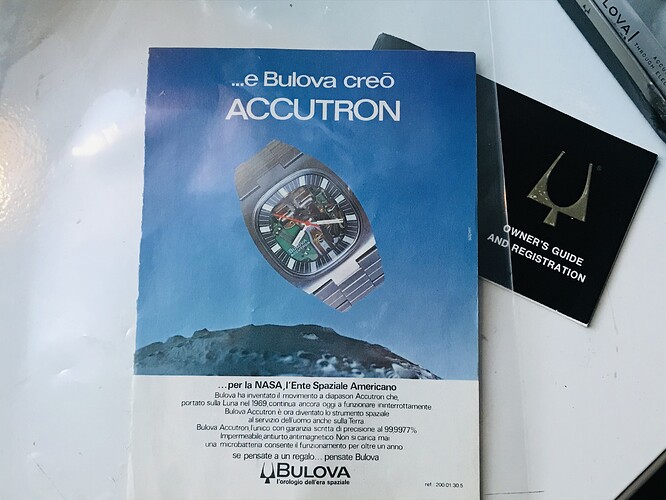 ...e Bulova creō
ACCUTRON
BULOVA
...per la NASA, l'Ente Spaziale Americano
Bulova ha inventato il movimento a diapason Accutron che,
portato sulla Luna nel 1969, continua ancora oggi a funzionare ininterrottamente
Bulova Accutron è ora diventato lo strumento spaziale
al servizio dell'uomo anche sulla Terra.
Bulova Accutron, l'unico con garanzia scritta di precisione al 99,9977%
Impermeabile, antiurto, antimagnetico. Non si carica mai:
una microbatteria consente il funzionamento per oltre un anno
se pensate a un regalo... pensate Bulova
BULOVA
l'orologio dell'era spaziale
ref. 200.01.30.5
OWNER'S GUIDE
AND REGISTRATION
LOVA
THROUGH